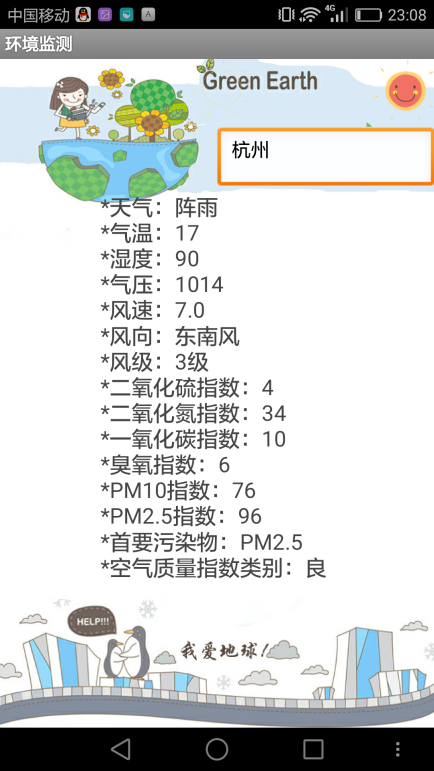 中国移动 A 4G 23:08
环境监测
Green Earth
杭州
*天气：阵雨
*气温：17
*湿度：90
*气压：1014
*风速：7.0
*风向：东南风
*风级：3级
*二氧化硫指数：4
*二氧化氮指数：34
*一氧化碳指数：10
*臭氧指数：6
*PM10指数：76
*PM2.5指数：96
*首要污染物：PM2.5
*空气质量指数类别：良
HELP!!!
我爱地球!